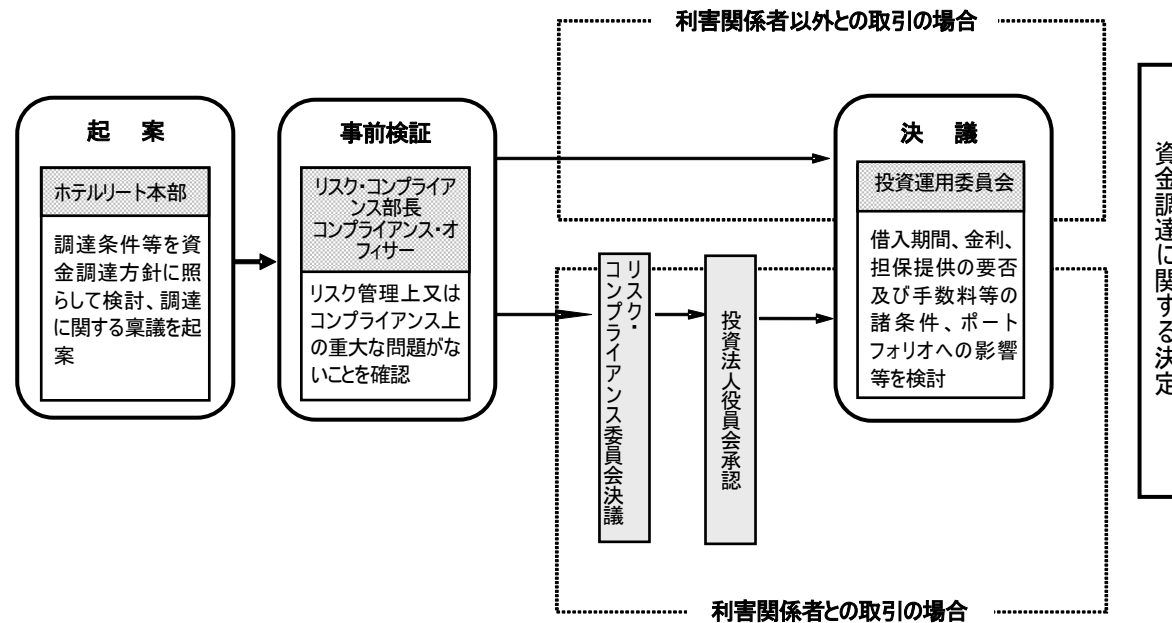 利害関係者以外との取引の場合
起　案
ホテルリート本部
調達条件等を資
金調達方針に照
らして検討、調達
に関する稟議を起
案
事前検証
リスク・コンプライア
ンス部長
コンプライアンス・オ
フィサー
リスク管理上又は
コンプライアンス上
の重大な問題がな
いことを確認
リスク・
コンプライアンス委員会決議
投資法人役員会承認
決　議
投資運用委員会
借入期間、金利、
担保提供の要否
及び手数料等の
諸条件、ポート
フォリオへの影響
等を検討
資金調達に関する決定
利害関係者との取引の場合